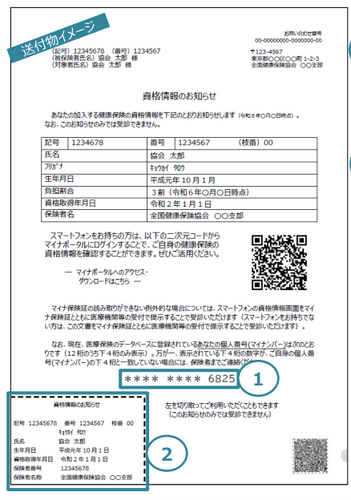 送付物イメージ
お問い合わせ番号
00-00000000-0000000-00
(記号) 12345678 (番号) 1234567
(被保険者氏名) 協会 太郎 様
(対象者氏名) 協会 太郎 様
〒123-4567
東京都〇〇区〇〇町 1-2-3
全国健康保険協会 〇〇支部
資格情報のお知らせ
あなたの加入する健康保険の資格情報を下記のとおりお知らせします(令和6年〇月〇日時点)。
なお、このお知らせのみでは受診できません。
記号 1234678 番号 1234567 (枝番) 00
氏名 協会 太郎
フリガナ キョウカイ タロウ
生年月日 平成元年10月1日
負担割合 3割(令和6年〇月〇日時点)
資格取得年月日 令和2年1月1日
保険者名 全国健康保険協会 〇〇支部
スマートフォンをお持ちの方は、以下の二次元コードから
マイナポータルにログインすることで、ご自身の健康保険の
資格情報を確認することができます。ぜひご活用ください。
― マイナポータルへのアクセス・
ダウンロードはこちら ―
マイナ保険証の読み取りができない例外的な場合については、スマートフォンの資格情報画面をマイ
ナ保険証とともに医療機関等の受付で提示することで受診いただけます(スマートフォンをお持ちでな
い方は、この文書をマイナ保険証とともに医療機関等の受付で提示することで受診いただけます)。
なお、現在、医療保険のデータベースに登録されているあなたの個人番号(マイナンバー)は次のとお
りです(12桁のうち下4桁のみ表示)。万が一、表示されている下4桁の数字が、ご自身の個人番
号(マイナンバー)の下4桁と一致していない場合には、保険者までご連絡ください。
**** **** 6825
1
左を切り取ってご利用いただくこともできます
(このお知らせのみでは受診できません)
資格情報のお知らせ
記号 12345678 番号 1234567 枝番 00
キョウカイ タロウ
氏名 協会 太郎
生年月日 平成元年10月1日
資格取得年月日 令和2年1月1日
保険者番号 12345678
保険者名称 全国健康保険協会 〇〇支部
2